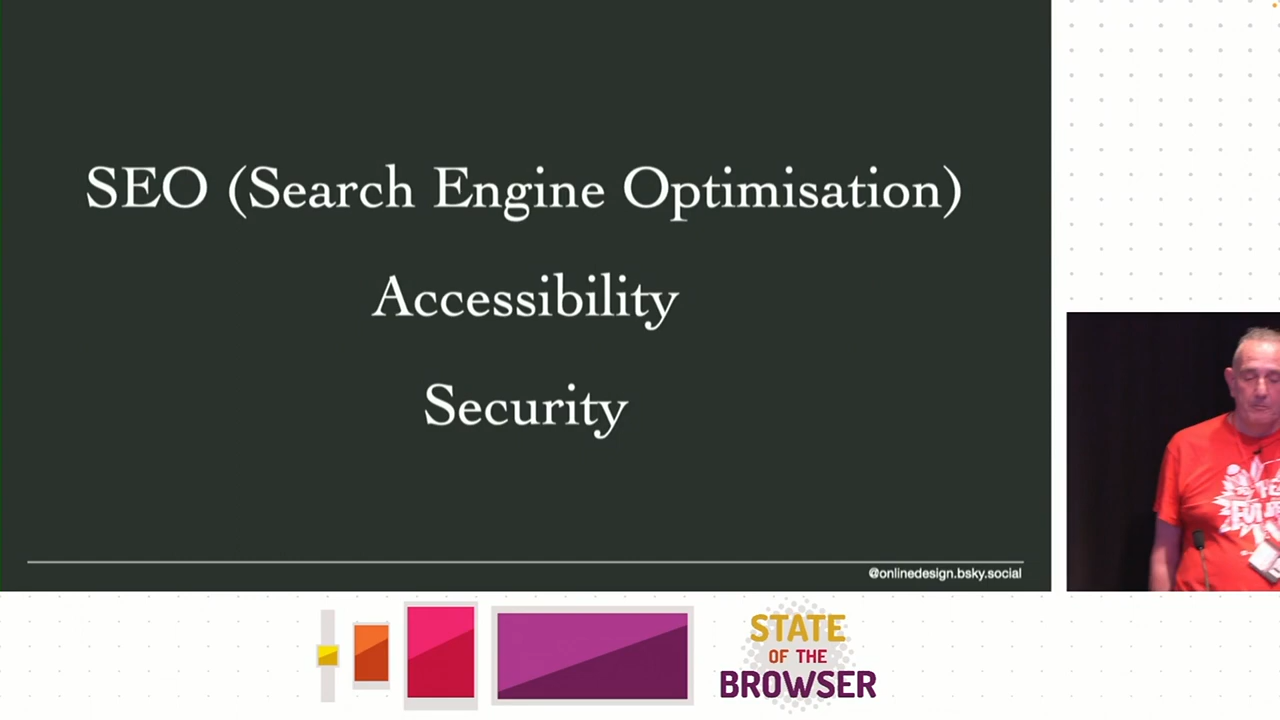 SEO (Search Engine Optimisation)
Accessibility
Security
@onlinedesign.bsky.social
STATE
OF THE
BROWSER